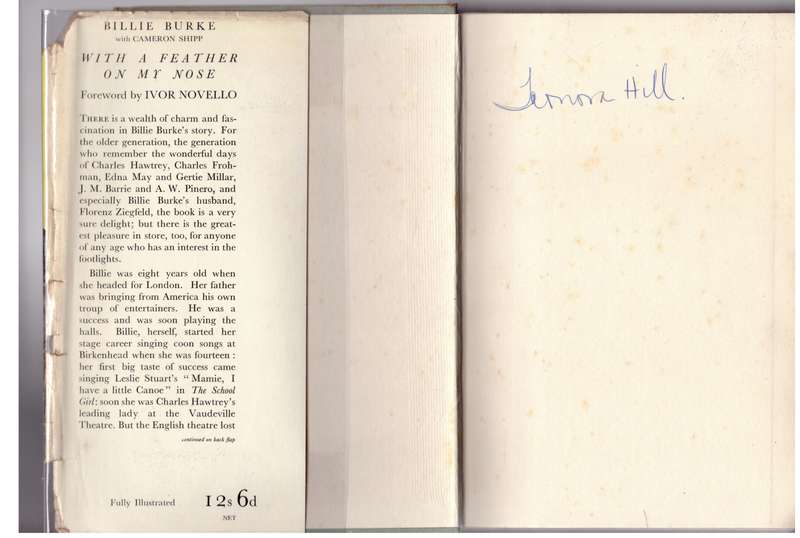 BILLIE BURKE
with CAMERON SHIPP
WITH A FEATHER
ON MY NOSE
Foreword by IVOR NOVELLO
THERE is a wealth of charm and fas-
cination in Billie Burke's story. For
the older generation, the generation
who remember the wonderful days
of Charles Hawtrey, Charles Froh-
man, Edna May and Gertie Millar,
J. M. Barrie and A. W. Pinero, and
especially Billie Burke's husband,
Florenz Ziegfeld, the book is a very
sure delight; but there is the great-
est pleasure in store, too, for anyone
of any age who has an interest in the
footlights.
Billie was eight years old when
she headed for London. Her father
was bringing from America his own
troup of entertainers. He was a
success and was soon playing the
halls. Billie, herself, started her
stage career singing coon songs at
Birkenhead when she was fourteen :
her first big taste of success came
singing Leslie Stuart's "Mamie, I
have a little Canoe" in The School
Girl: soon she was Charles Hawtrey's
leading lady at the Vaudeville
Theatre. But the English theatre lost
continued on back flap
Fully Illustrated 12s 6d
NET
Leonora Hill.